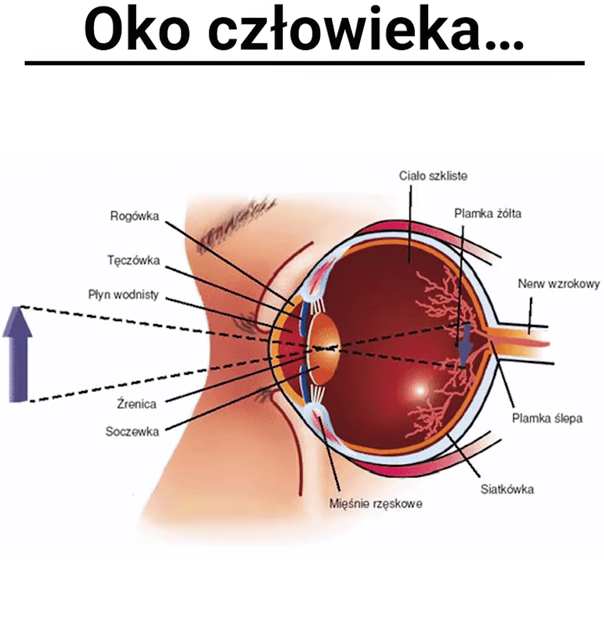 Oko człowieka...
Ciało szkliste
Plamka żółta
Rogówka
Tęczówka
Nerw wzrokowy
Płyn wodnisty
Źrenica
Plamka ślepa
Soczewka
Siatkówka
Mięśnie rzęskowe